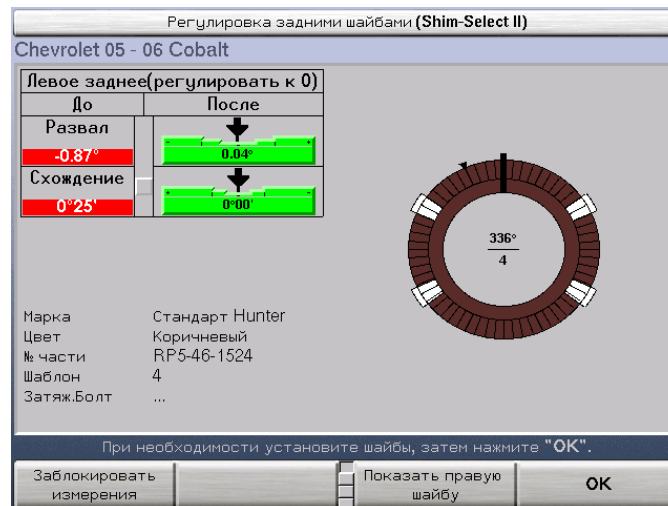 Регулировка задними шайбами (Shim-Select II)
Chevrolet 05 - 06 Cobalt
Левое заднее(регулировать к 0)
До После
Развал
-0.87° 0.04°
Схождение
0°25' 0°00'
336°
4
Марка Стандарт Hunter
Цвет Коричневый
№ части RP5-46-1524
Шаблон 4
Затяж.Болт ...
При необходимости установите шайбы, затем нажмите "OK".
Заблокировать измерения
Показать правую шайбу
OK